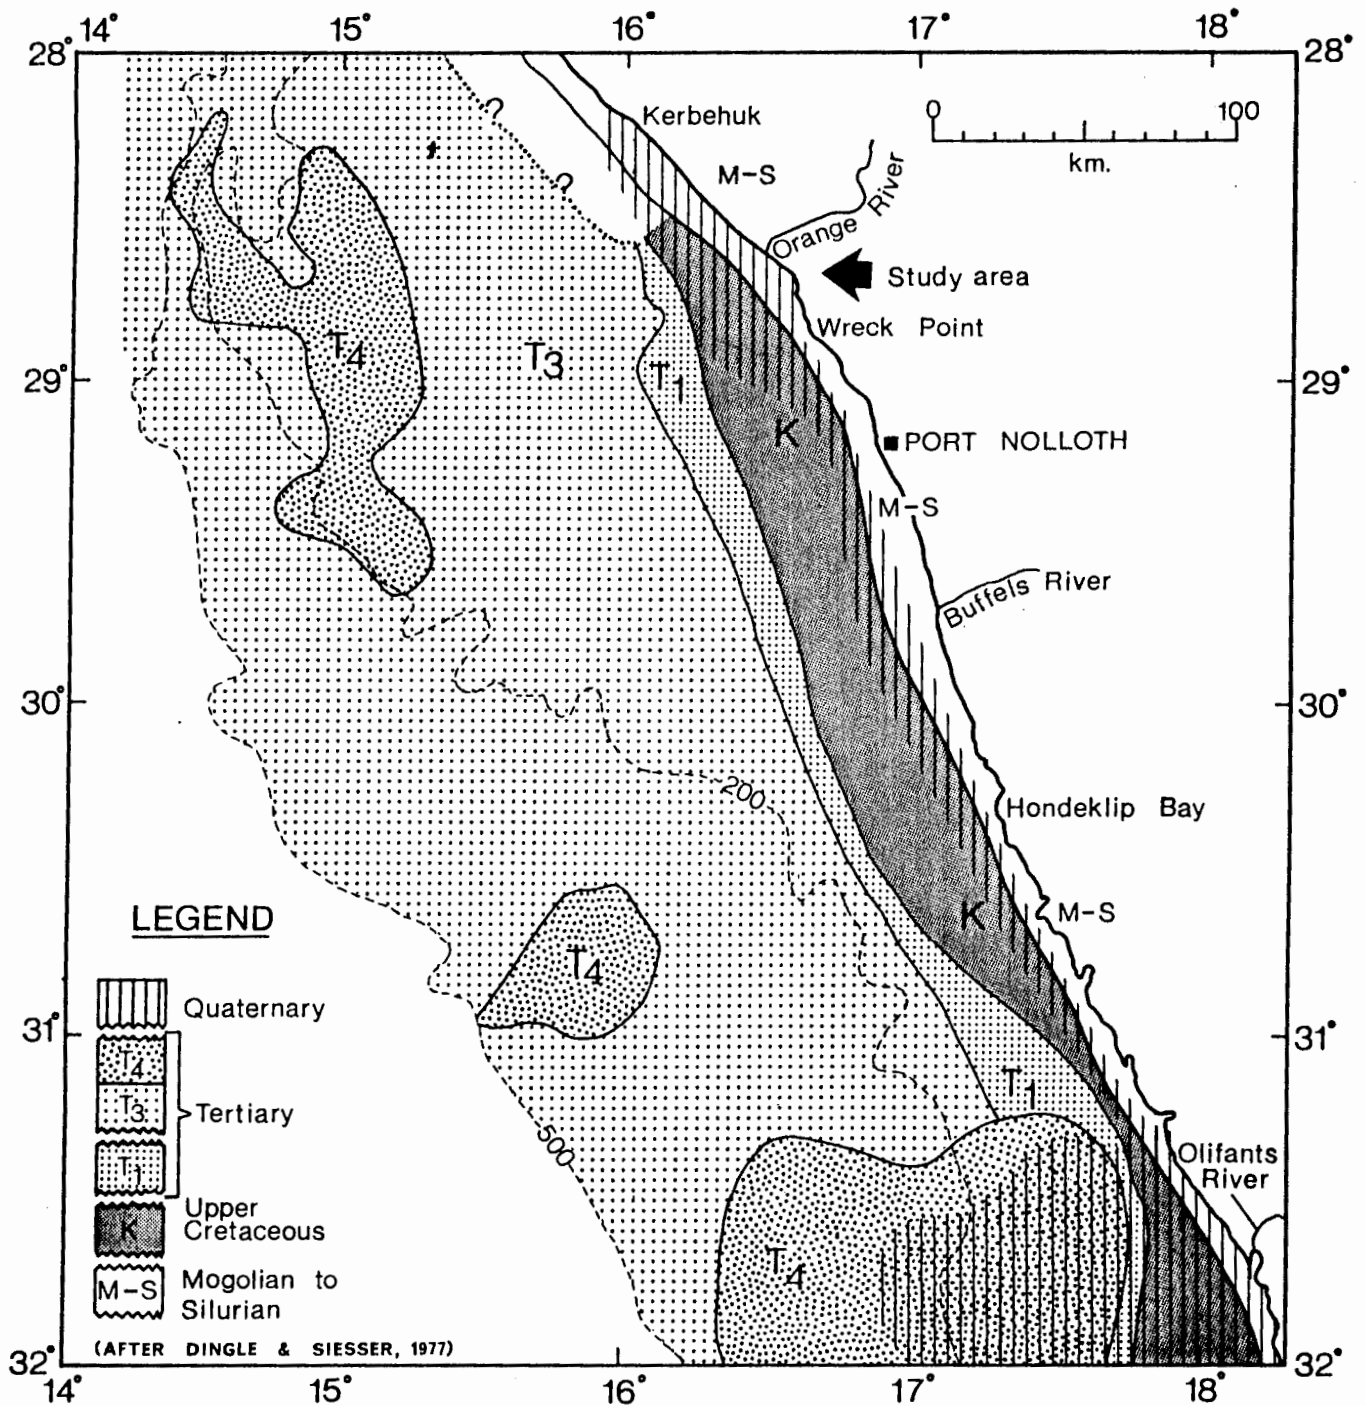 14° 15° 16° 17° 18°
28° 28°
?
Kerbehuk
0 100
km.
M-S
?
Orange River
Study area
Wreck Point
T4 T3 T1
29° 29°
K
PORT NOLLOTH
M-S
Buffels River
30° 30°
200
Hondeklip Bay
K M-S
T4
31° 31°
T1
500
Olifants
River
T4
LEGEND
Quaternary
T4
T3
Tertiary
T1
Upper
K Cretaceous
M-S Mogolian to
Silurian
(AFTER DINGLE & SIESSER, 1977)
32° 32°
14° 15° 16° 17° 18°